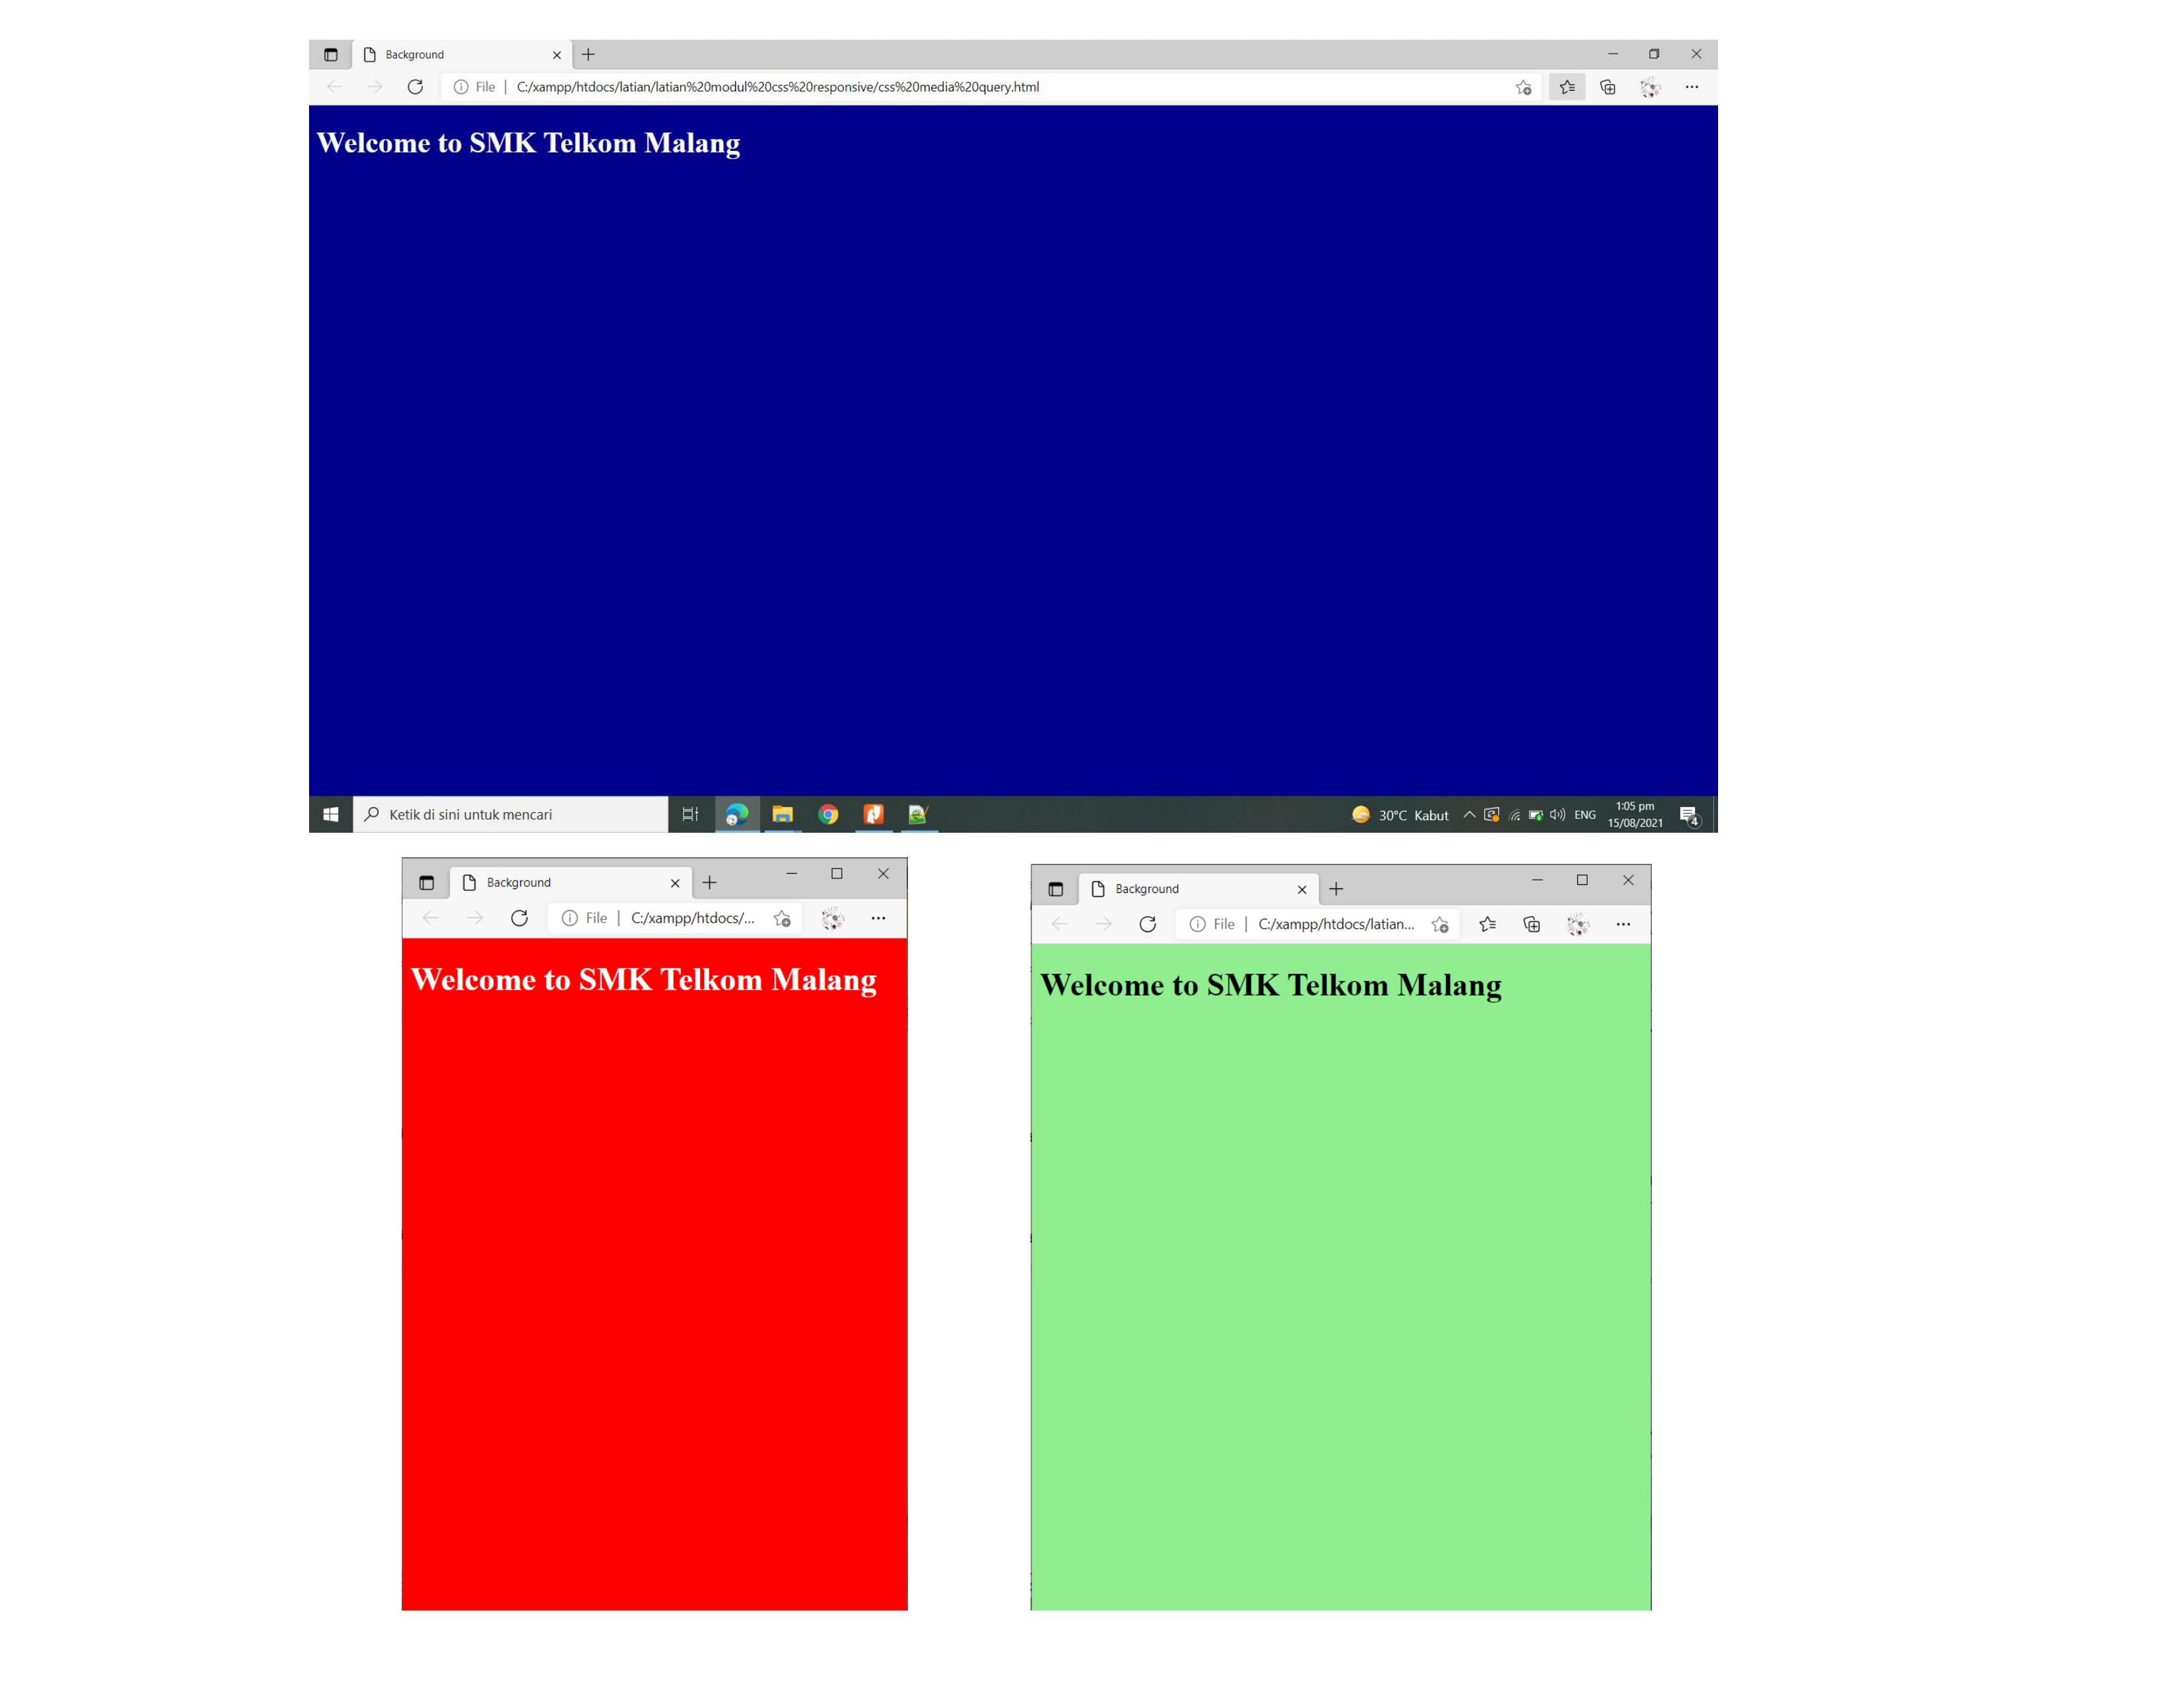 Background
File | C:/xampp/htdocs/latian/latian%20modul%20css%20responsive/css%20media%20query.html
Welcome to SMK Telkom Malang
Ketik di sini untuk mencari
30°C Kabut
ENG
1:05 pm
15/08/2021
4
Background
File | C:/xampp/htdocs/...
Welcome to SMK Telkom Malang
Background
File | C:/xampp/htdocs/latian...
Welcome to SMK Telkom Malang